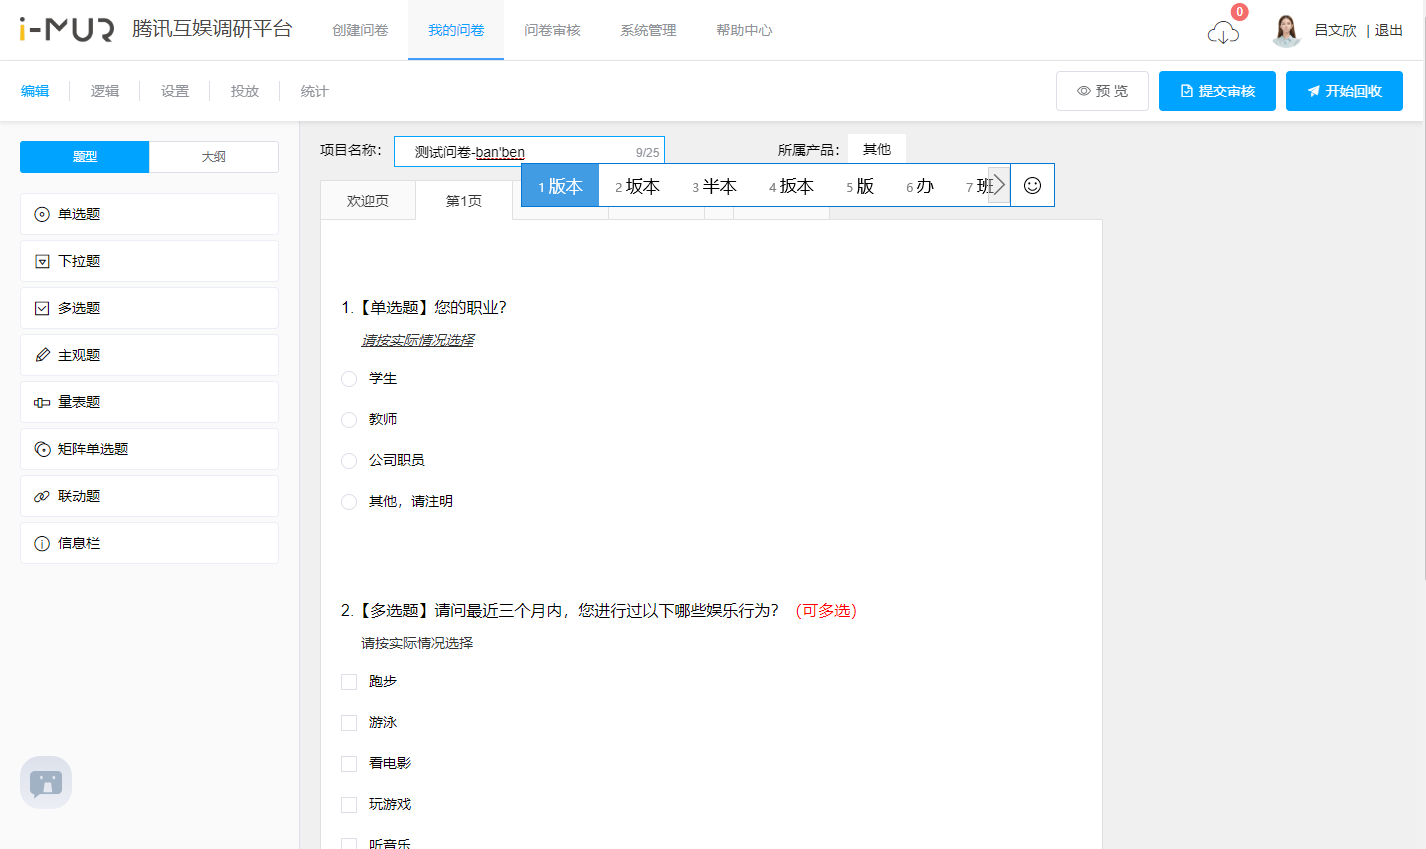 i-MUR 腾讯互娱调研平台 创建问卷 我的问卷 问卷审核 系统管理 帮助中心 0 吕文欣 | 退出
编辑 逻辑 设置 投放 统计 预 览 提交审核 开始回收
题型 大纲
单选题
下拉题
多选题
主观题
量表题
矩阵单选题
联动题
信息栏
项目名称： 测试问卷-ban'ben 9/25 所属产品： 其他
1 版本 2 坂本 3 半本 4 扳本 5 版 6 办 7 班
欢迎页 第1页
1.【单选题】您的职业？
请按实际情况选择
学生
教师
公司职员
其他，请注明
2.【多选题】请问最近三个月内，您进行过以下哪些娱乐行为？ （可多选）
请按实际情况选择
跑步
游泳
看电影
玩游戏
听音乐